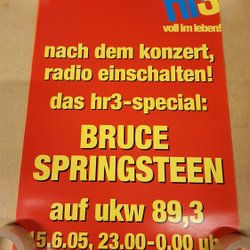 hr3
voll im leben!
nach dem konzert,
radio einschalten!
das hr3-special:
BRUCE
SPRINGSTEEN
auf ukw 89,3
15.6.05, 23.00-0.00 uh